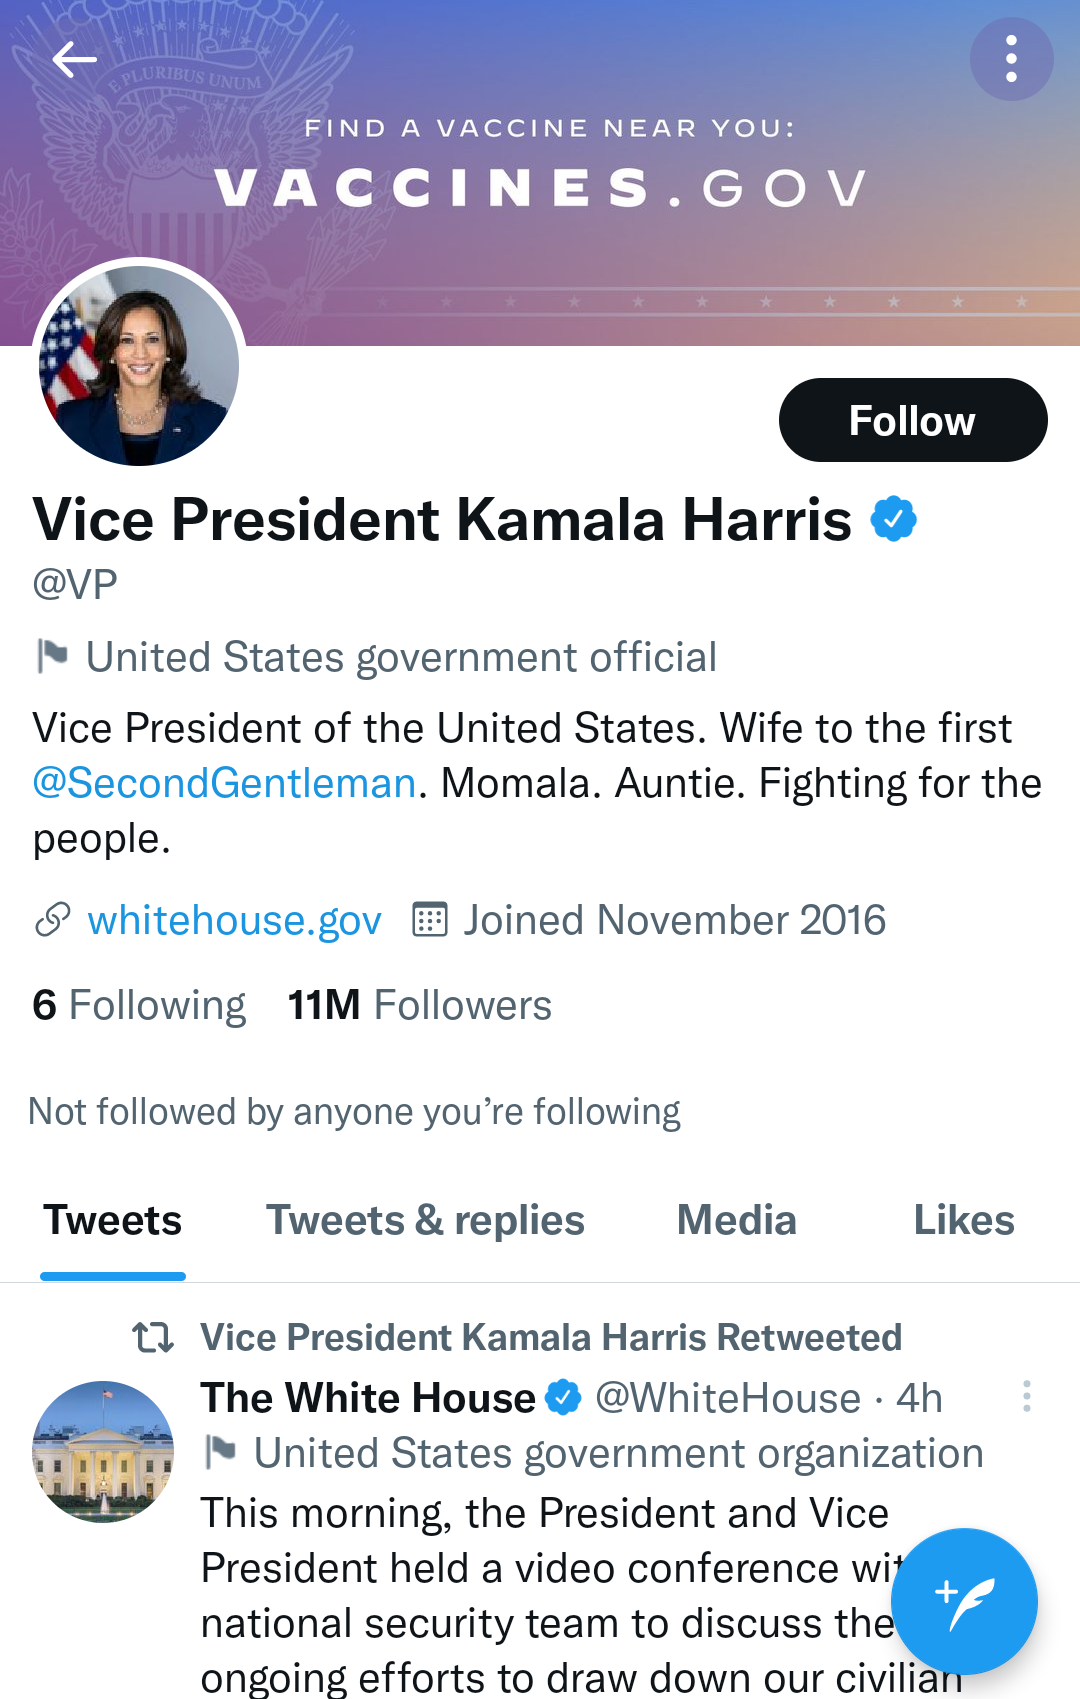 E PLURIBUS UNUM
FIND A VACCINE NEAR YOU:
VACCINES.GOV
Follow
Vice President Kamala Harris
@VP
United States government official
Vice President of the United States. Wife to the first
@SecondGentleman. Momala. Auntie. Fighting for the
people.
whitehouse.gov Joined November 2016
6 Following 11M Followers
Not followed by anyone you’re following
Tweets Tweets & replies Media Likes
Vice President Kamala Harris Retweeted
The White House @WhiteHouse · 4h
United States government organization
This morning, the President and Vice
President held a video conference
national security team to discuss the
ongoing efforts to draw down our civilian